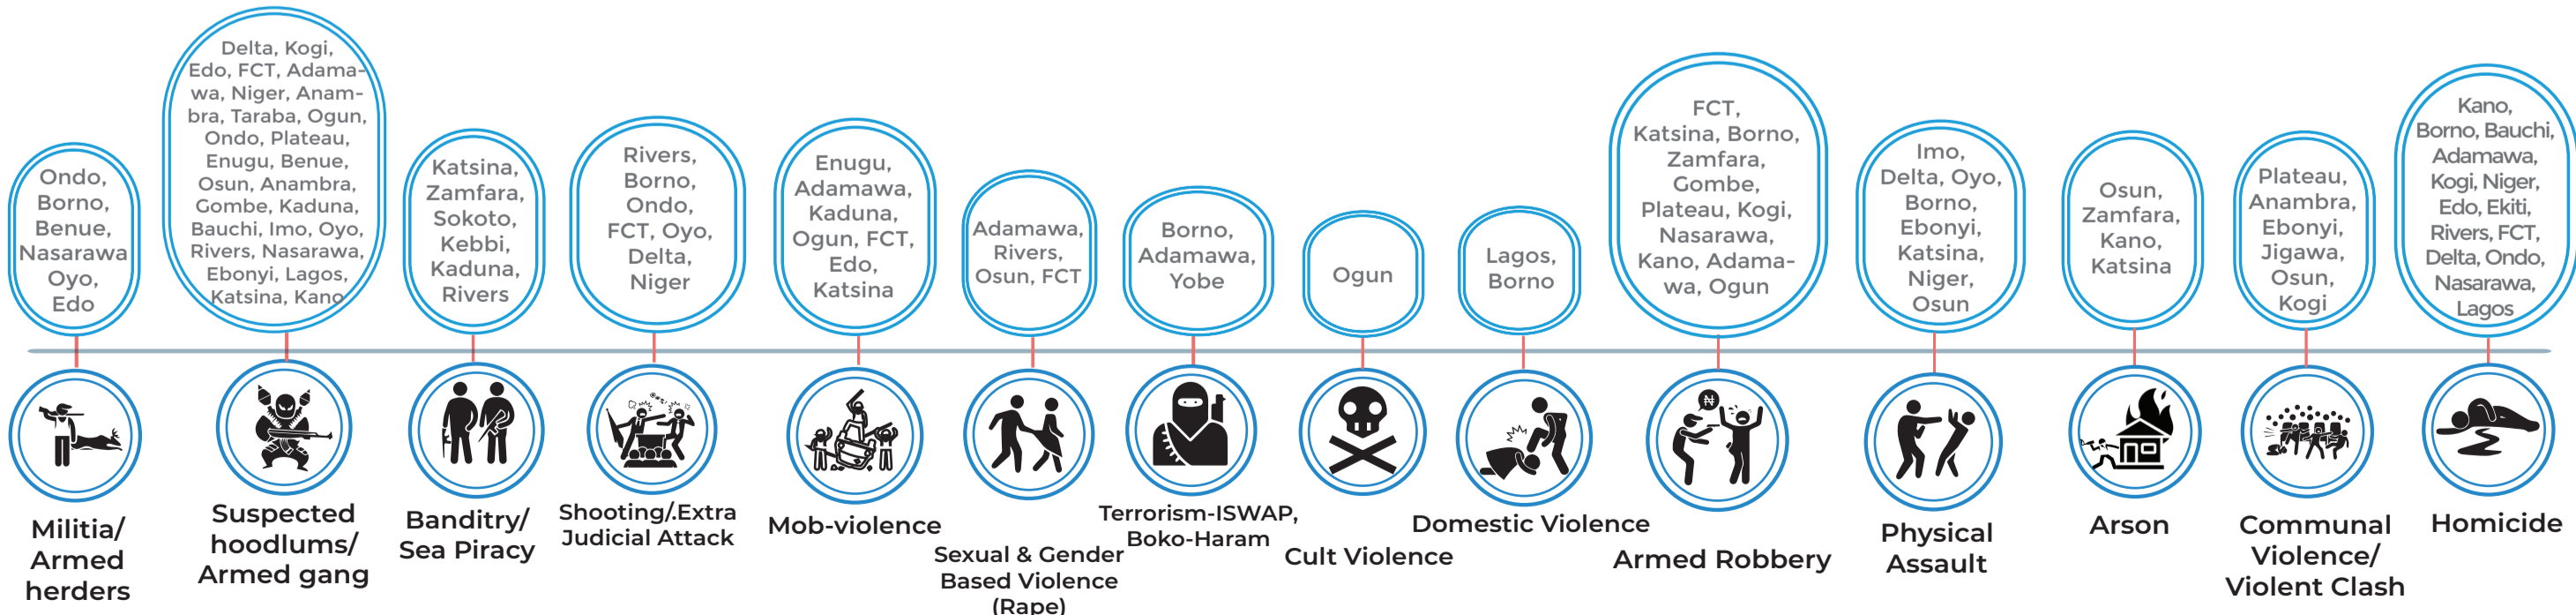 Ondo,
Borno,
Benue,
Nasarawa
Oyo,
Edo
Delta, Kogi,
Edo, FCT, Adama-
wa, Niger, Anam-
bra, Taraba, Ogun,
Ondo, Plateau,
Enugu, Benue,
Osun, Anambra,
Gombe, Kaduna,
Bauchi, Imo, Oyo,
Rivers, Nasarawa,
Ebonyi, Lagos,
Katsina, Kano
Katsina,
Zamfara,
Sokoto,
Kebbi,
Kaduna,
Rivers
Rivers,
Borno,
Ondo,
FCT, Oyo,
Delta,
Niger
Enugu,
Adamawa,
Kaduna,
Ogun, FCT,
Edo,
Katsina
Adamawa,
Rivers,
Osun, FCT
Borno,
Adamawa,
Yobe
Ogun
Lagos,
Borno
FCT,
Katsina, Borno,
Zamfara,
Gombe,
Plateau, Kogi,
Nasarawa,
Kano, Adama-
wa, Ogun
Imo,
Delta, Oyo,
Borno,
Ebonyi,
Katsina,
Niger,
Osun
Osun,
Zamfara,
Kano,
Katsina
Plateau,
Anambra,
Ebonyi,
Jigawa,
Osun,
Kogi
Kano,
Borno, Bauchi,
Adamawa,
Kogi, Niger,
Edo, Ekiti,
Rivers, FCT,
Delta, Ondo,
Nasarawa,
Lagos
₦
Militia/
Armed
herders
Suspected
hoodlums/
Armed gang
Banditry/
Sea Piracy
Shooting/.Extra
Judicial Attack
Mob-violence
Sexual & Gender
Based Violence
(Rape)
Terrorism-ISWAP,
Boko-Haram
Cult Violence
Domestic Violence
Armed Robbery
Physical
Assault
Arson
Communal
Violence/
Violent Clash
Homicide